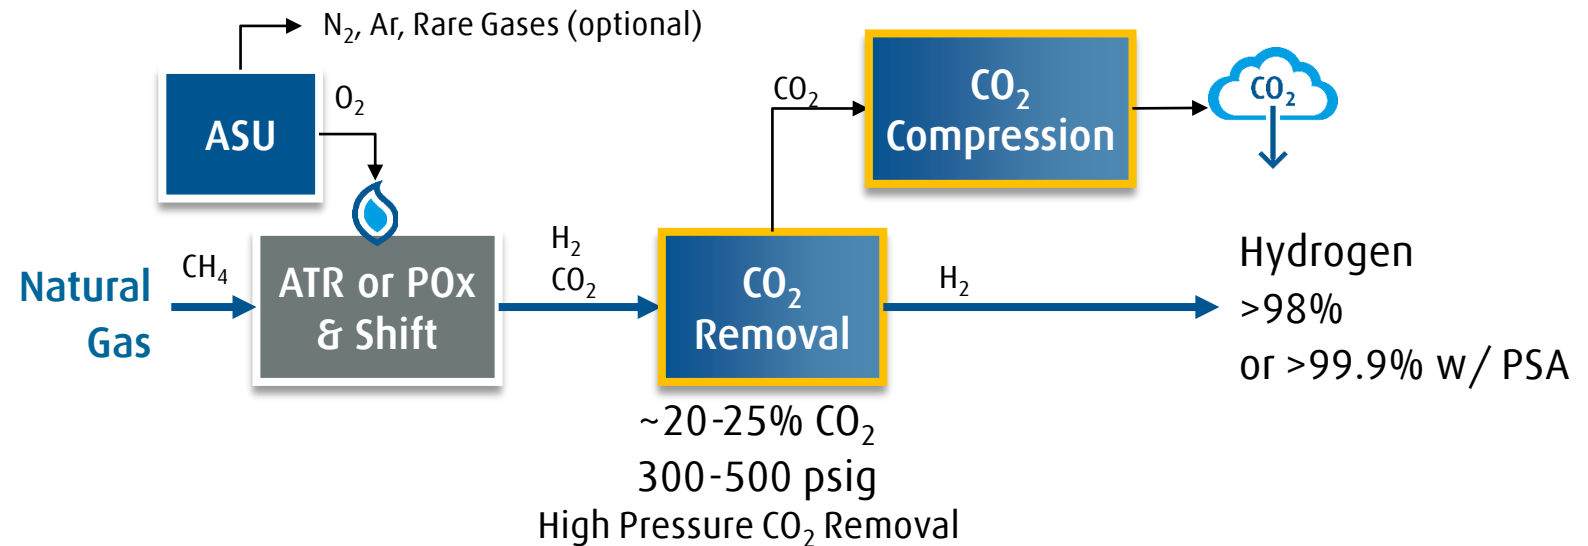 N₂, Ar, Rare Gases (optional)
O₂
ASU
CO₂
CO₂
Compression
CO₂
Natural
Gas
CH₄
ATR or POx
& Shift
H₂
CO₂
CO₂
Removal
H₂
Hydrogen
>98%
or >99.9% w/ PSA
~20-25% CO₂
300-500 psig
High Pressure CO₂ Removal